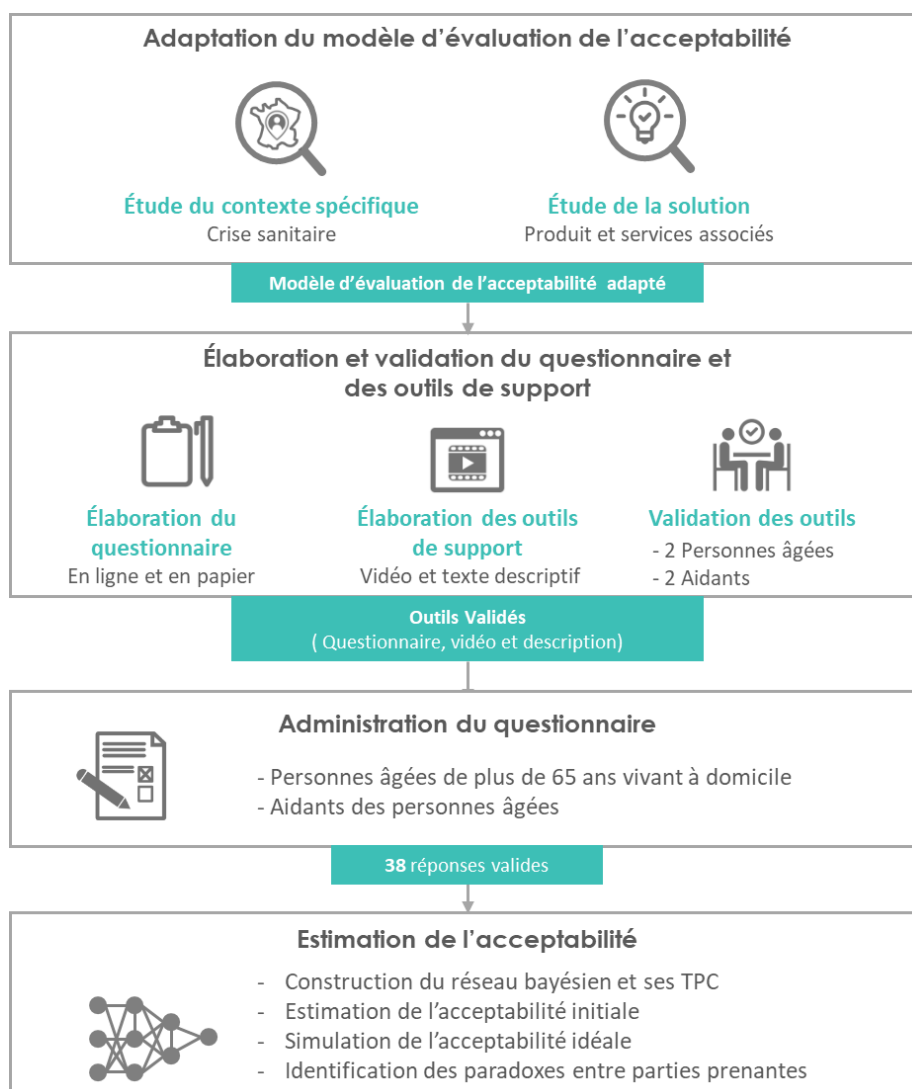 Adaptation du modèle d'évaluation de l'acceptabilité
Étude du contexte spécifique
Crise sanitaire
Étude de la solution
Produit et services associés
Modèle d'évaluation de l'acceptabilité adapté
Élaboration et validation du questionnaire et
des outils de support
Élaboration du
questionnaire
En ligne et en papier
Élaboration des outils
de support
Vidéo et texte descriptif
Validation des outils
- 2 Personnes âgées
- 2 Aidants
Outils Validés
( Questionnaire, vidéo et description)
Administration du questionnaire
- Personnes âgées de plus de 65 ans vivant à domicile
- Aidants des personnes âgées
38 réponses valides
Estimation de l'acceptabilité
- Construction du réseau bayésien et ses TPC
- Estimation de l'acceptabilité initiale
- Simulation de l'acceptabilité idéale
- Identification des paradoxes entre parties prenantes